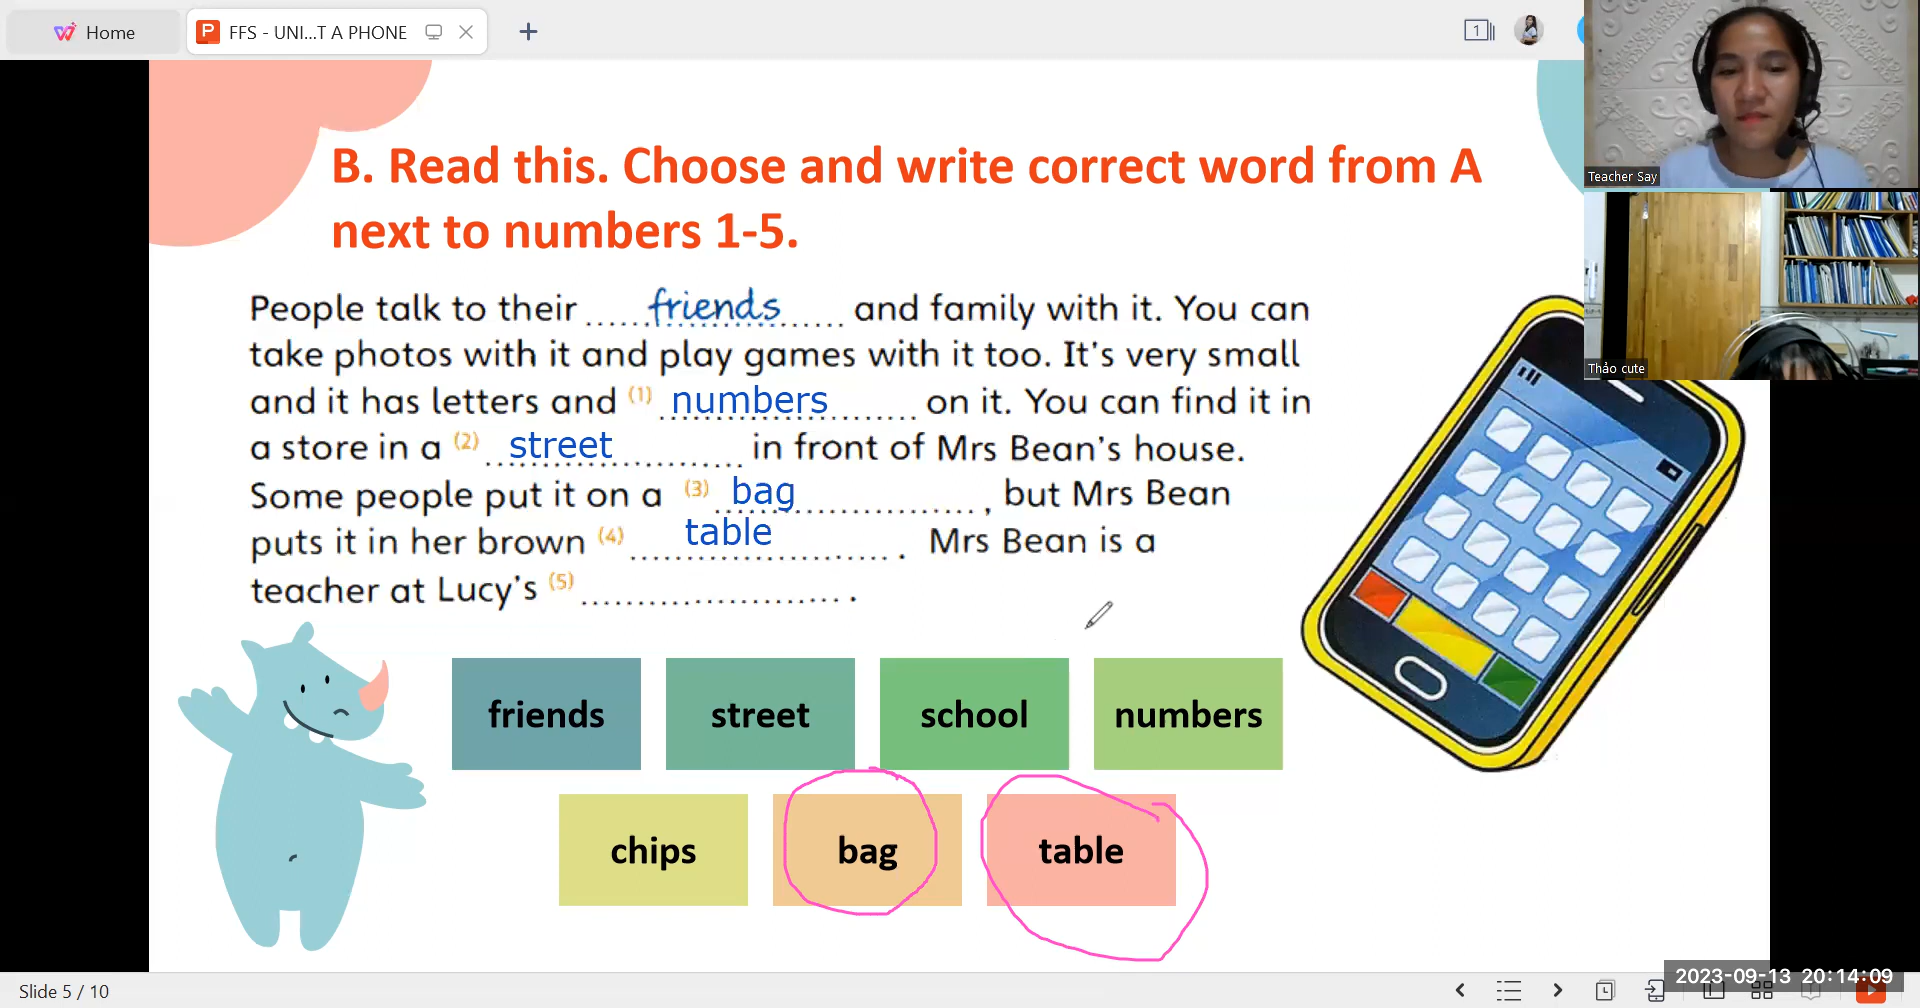 Home
FFS - UNI...T A PHONE
1
B. Read this. Choose and write correct word from A
next to numbers 1-5.
People talk to their friends and family with it. You can
take photos with it and play games with it too. It's very small
and it has letters and (1) numbers on it. You can find it in
a store in a (2) street in front of Mrs Bean's house.
Some people put it on a (3) bag, but Mrs Bean
puts it in her brown (4) table. Mrs Bean is a
teacher at Lucy's (5) .
friends street school numbers
chips bag table
Teacher Say
Thảo cute
Slide 5 / 10
2023-09-13 20:14:09